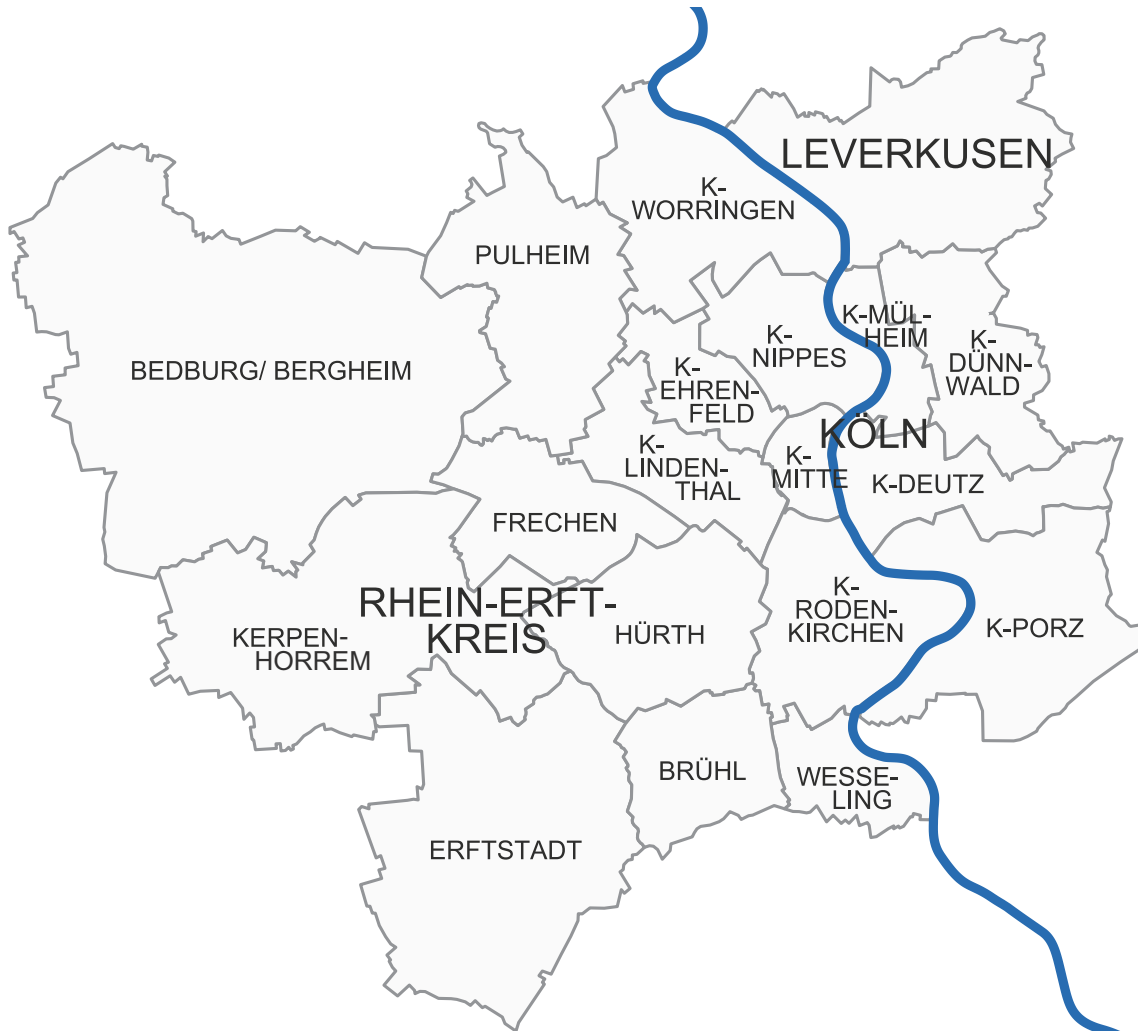 LEVERKUSEN
K-
WORRINGEN
PULHEIM
K-MÜL-
HEIM
K-
NIPPES
K-
DÜNN-
WALD
BEDBURG/ BERGHEIM
K-
EHREN-
FELD
KÖLN
K-
LINDEN-
THAL
K-
MITTE
K-DEUTZ
FRECHEN
RHEIN-ERFT-
KREIS
K-
RODEN-
KIRCHEN
HÜRTH
K-PORZ
KERPEN-
HORREM
BRÜHL
WESSE-
LING
ERFTSTADT